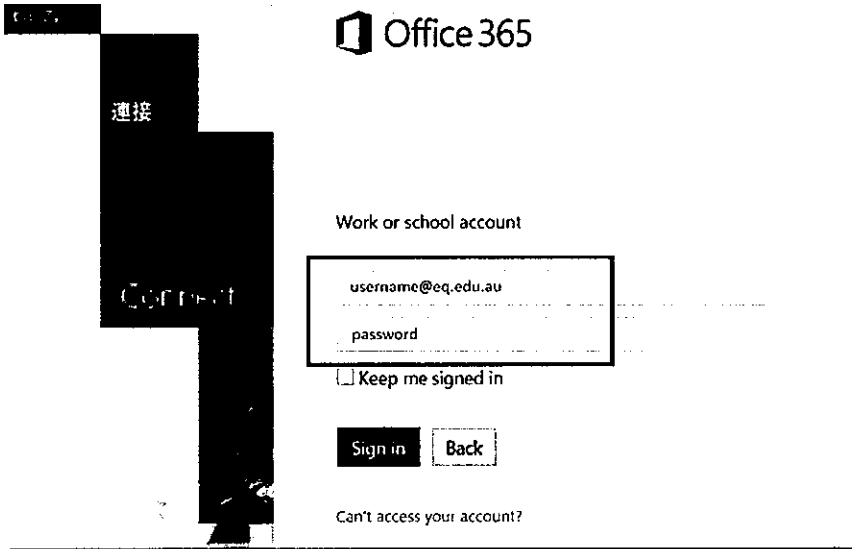 Office 365
連接
Connect
Work or school account
username@eq.edu.au
password
Keep me signed in
Sign in
Back
Can't access your account?